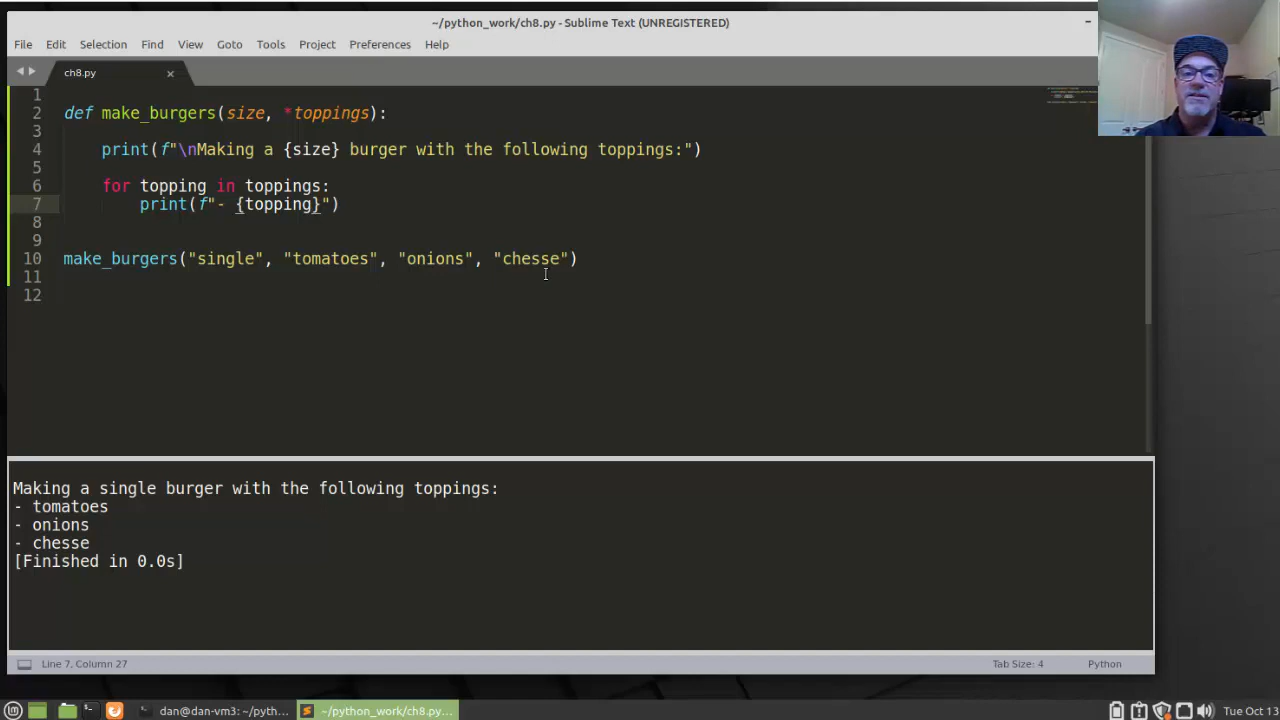 ~/python_work/ch8.py - Sublime Text (UNREGISTERED)
File Edit Selection Find View Goto Tools Project Preferences Help
ch8.py
1
2 def make_burgers(size, *toppings):
3
4 print(f"\nMaking a {size} burger with the following toppings:")
5
6 for topping in toppings:
7 print(f"- {topping}")
8
9
10 make_burgers("single", "tomatoes", "onions", "chesse")
11
12
Making a single burger with the following toppings:
- tomatoes
- onions
- chesse
[Finished in 0.0s]
Line 7, Column 27 Tab Size: 4 Python
dan@dan-vm3: ~/pyth... ~/python_work/ch8.py... Tue Oct 13